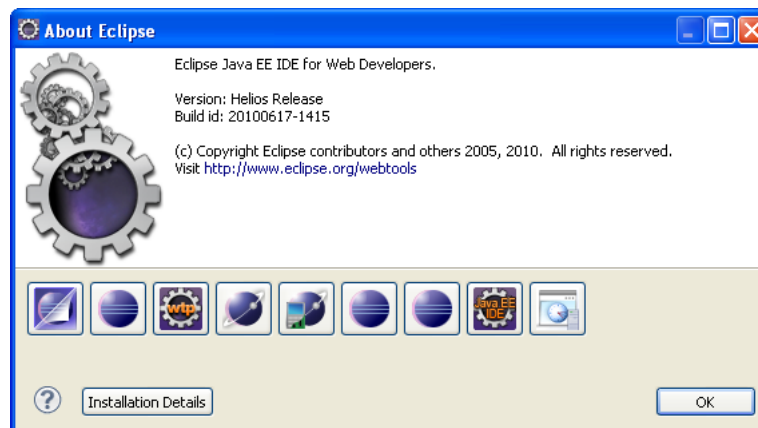 About Eclipse
Eclipse Java EE IDE for Web Developers.
Version: Helios Release
Build id: 20100617-1415
(c) Copyright Eclipse contributors and others 2005, 2010.  All rights reserved.
Visit http://www.eclipse.org/webtools
wtp
Java EE
IDE
?
Installation Details
OK